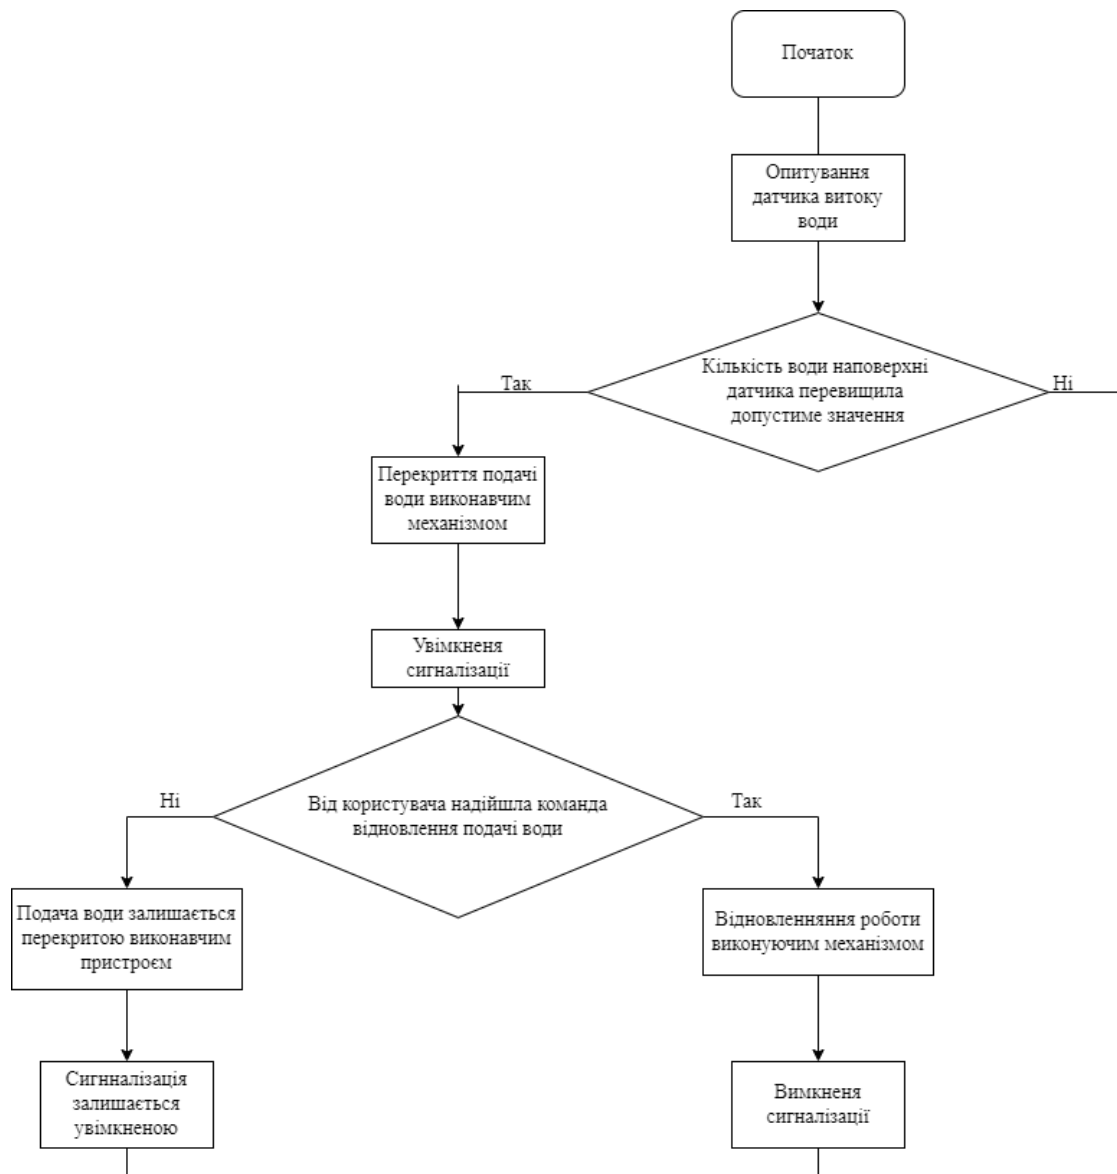 Початок
Опитування
датчика витоку
води
Кількість води наповерхні
датчика перевищила
допустиме значення
Так
Ні
Перекриття подачі
води виконавчим
механізмом
Увімкненя
сигналізації
Від користувача надійшла команда
відновлення подачі води
Ні
Так
Подача води залишається
перекритою виконавчим
пристроєм
Відновленняння роботи
виконуючим механізмом
Сигнналізація
залишається
увімкненою
Вимкненя
сигналізації